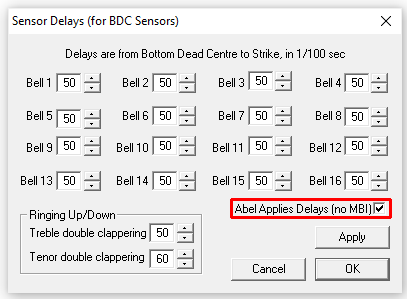 Sensor Delays (for BDC Sensors)
Delays are from Bottom Dead Centre to Strike, in 1/100 sec
Bell 1 50 Bell 2 50 Bell 3 50 Bell 4 50
Bell 5 50 Bell 6 50 Bell 7 50 Bell 8 50
Bell 9 50 Bell 10 50 Bell 11 50 Bell 12 50
Bell 13 50 Bell 14 50 Bell 15 50 Bell 16 50
Abel Applies Delays (no MBI)
Ringing Up/Down
Treble double clappering 50
Tenor double clappering 60
Apply
Cancel OK